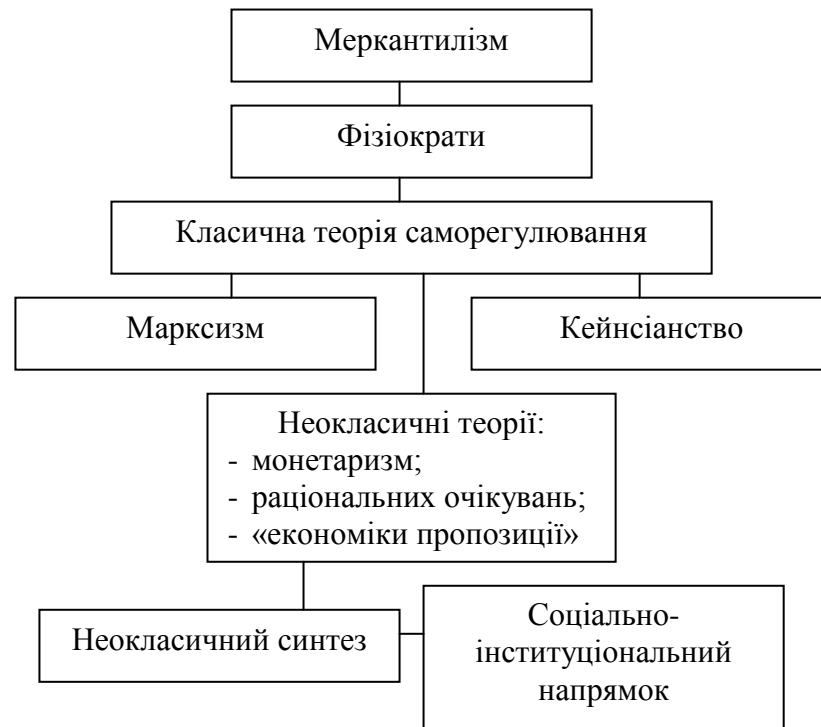 Меркантилізм
Фізіократи
Класична теорія саморегулювання
Марксизм
Кейнсіанство
Неокласичні теорії:
- монетаризм;
- раціональних очікувань;
- «економіки пропозиції»
Неокласичний синтез
Соціально-
інституціональний
напрямок